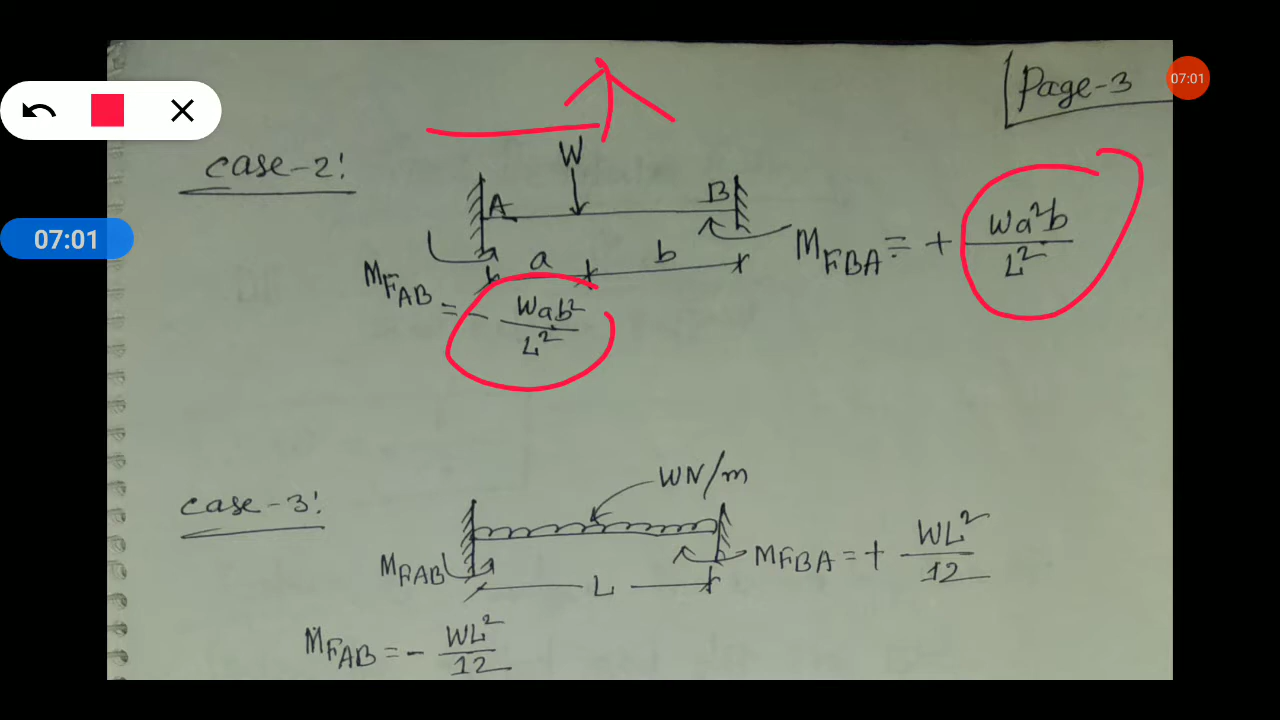 Page-3
07:01
07:01
Case-2!
W
A
B
a
b
MFAB = - Wab²/L²
MFBA = + Wa²b/L²
Case-3!
WN/m
MFAB
L
MFBA = + WL²/12
MFAB = - WL²/12